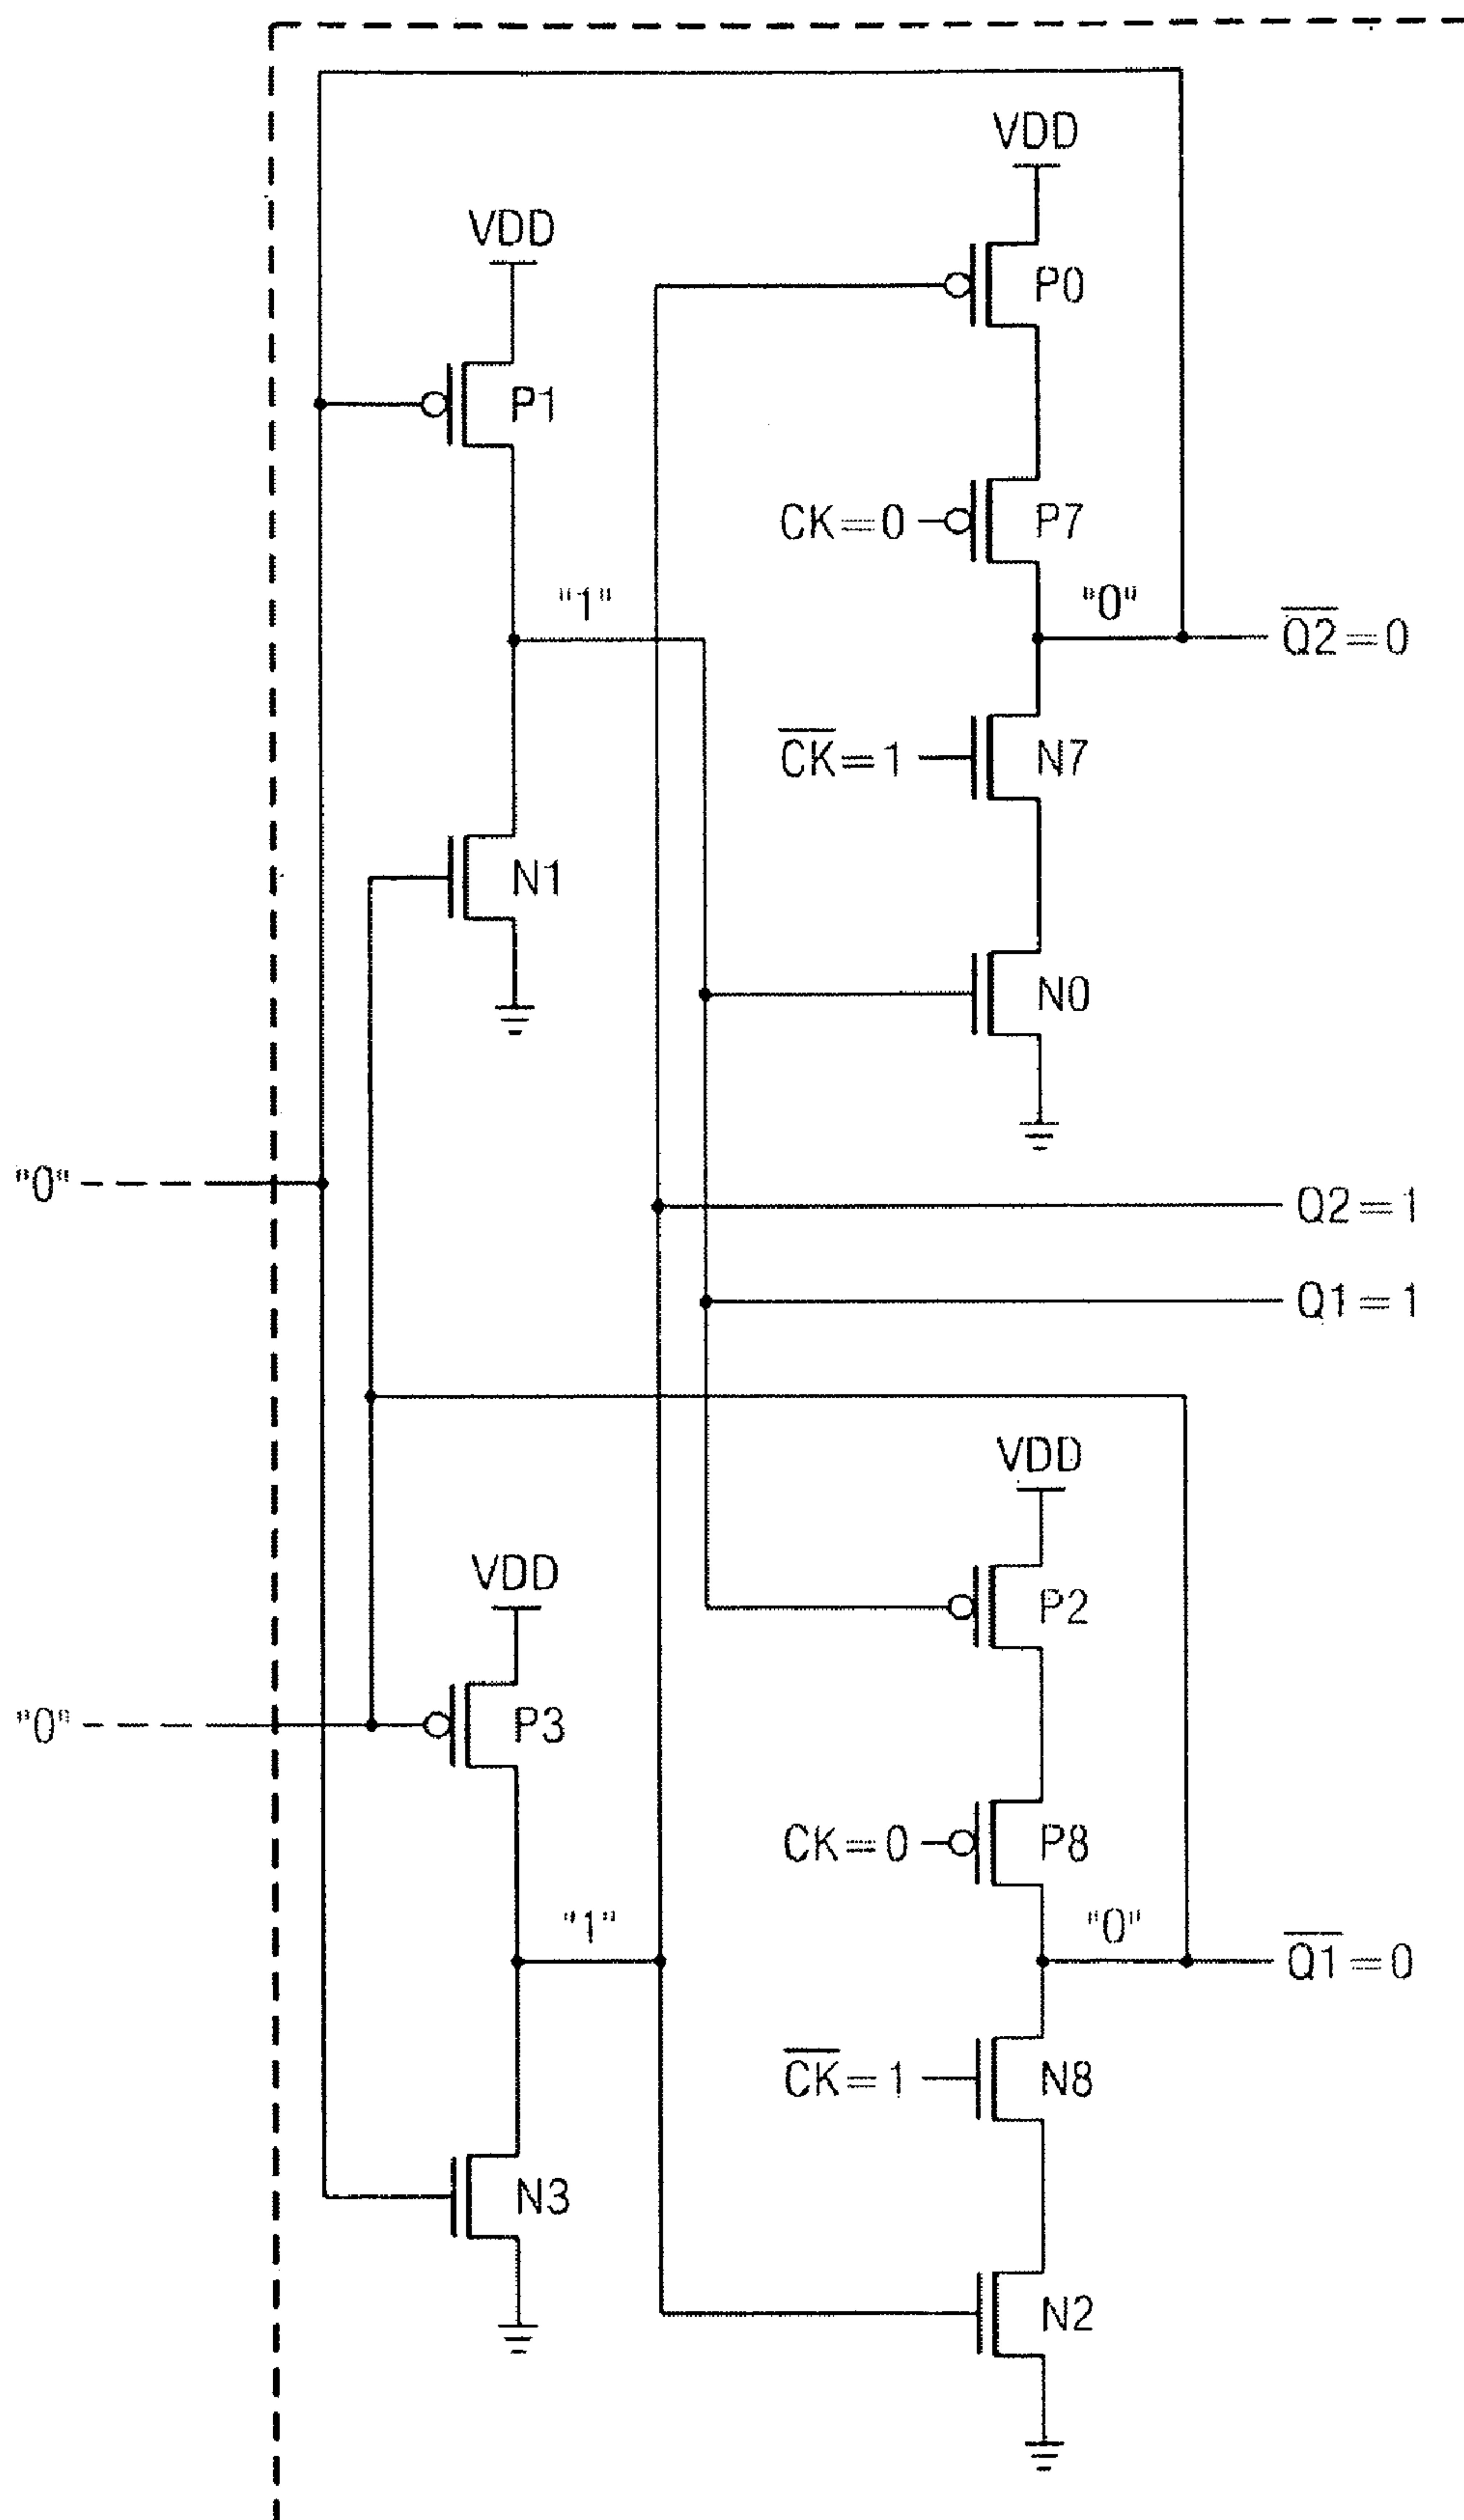 VDD
VDD
P0
P1
CK=0
P7
"1"
"0"
Q2̅=0
CK̅=1
N7
N1
N0
"0"
Q2=1
Q1=1
VDD
VDD
P2
"0"
P3
CK=0
P8
"1"
"0"
Q1̅=0
CK̅=1
N8
N3
N2